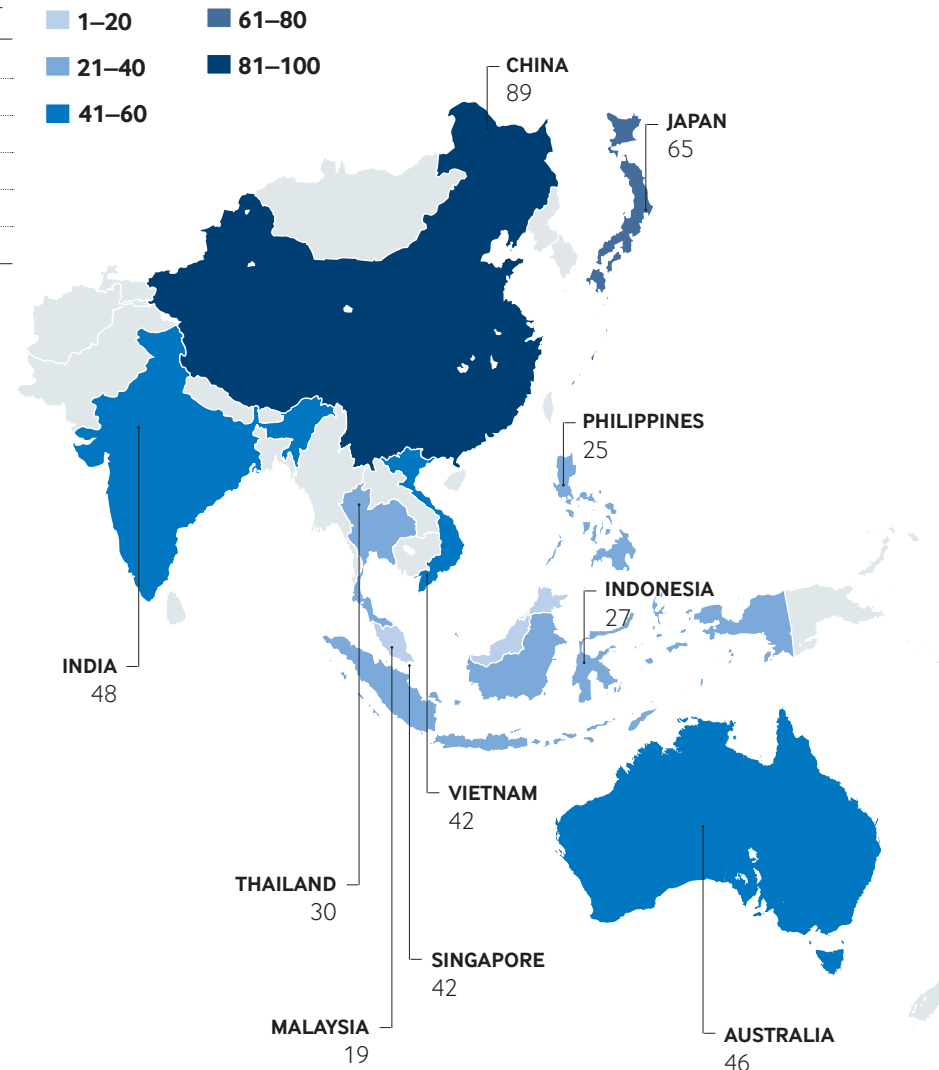 1–20
61–80
21–40
81–100
41–60
CHINA
89
JAPAN
65
PHILIPPINES
25
INDONESIA
27
INDIA
48
VIETNAM
42
THAILAND
30
SINGAPORE
42
MALAYSIA
19
AUSTRALIA
46